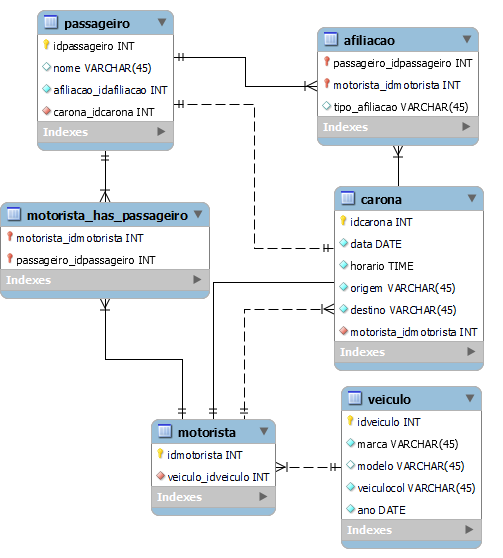 passageiro
idpassageiro INT
nome VARCHAR(45)
afiliacao_idafiliacao INT
carona_idcarona INT
Indexes
afiliacao
passageiro_idpassageiro INT
motorista_idmotorista INT
tipo_afiliacao VARCHAR(45)
Indexes
motorista_has_passageiro
motorista_idmotorista INT
passageiro_idpassageiro INT
Indexes
carona
idcarona INT
data DATE
horario TIME
origem VARCHAR(45)
destino VARCHAR(45)
motorista_idmotorista INT
Indexes
motorista
idmotorista INT
veiculo_idveiculo INT
Indexes
veiculo
idveiculo INT
marca VARCHAR(45)
modelo VARCHAR(45)
veiculocol VARCHAR(45)
ano DATE
Indexes